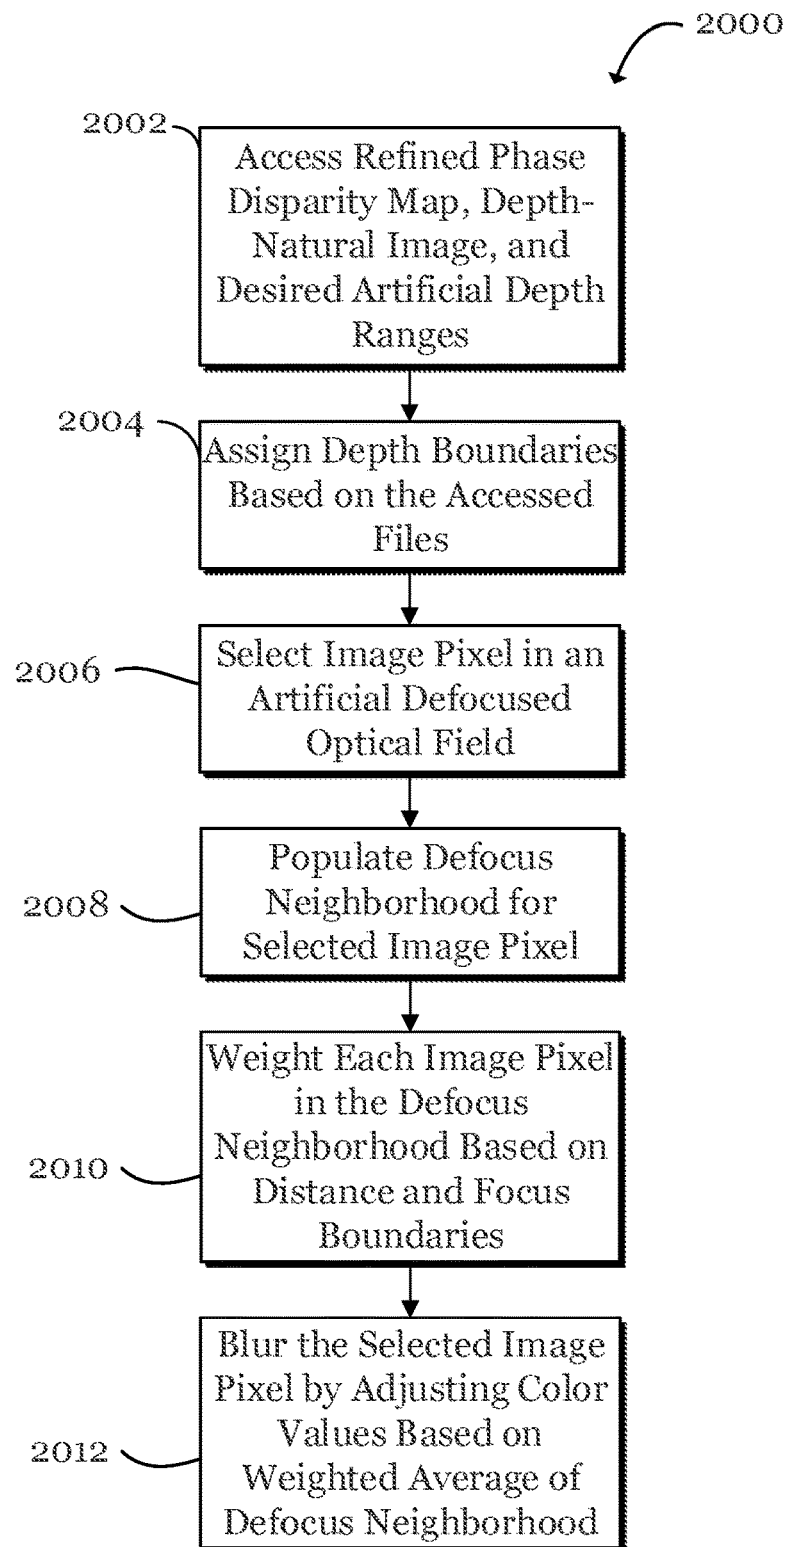 2000
2002
Access Refined Phase
Disparity Map, Depth-
Natural Image, and
Desired Artificial Depth
Ranges
2004
Assign Depth Boundaries
Based on the Accessed
Files
2006
Select Image Pixel in an
Artificial Defocused
Optical Field
2008
Populate Defocus
Neighborhood for
Selected Image Pixel
2010
Weight Each Image Pixel
in the Defocus
Neighborhood Based on
Distance and Focus
Boundaries
2012
Blur the Selected Image
Pixel by Adjusting Color
Values Based on
Weighted Average of
Defocus Neighborhood